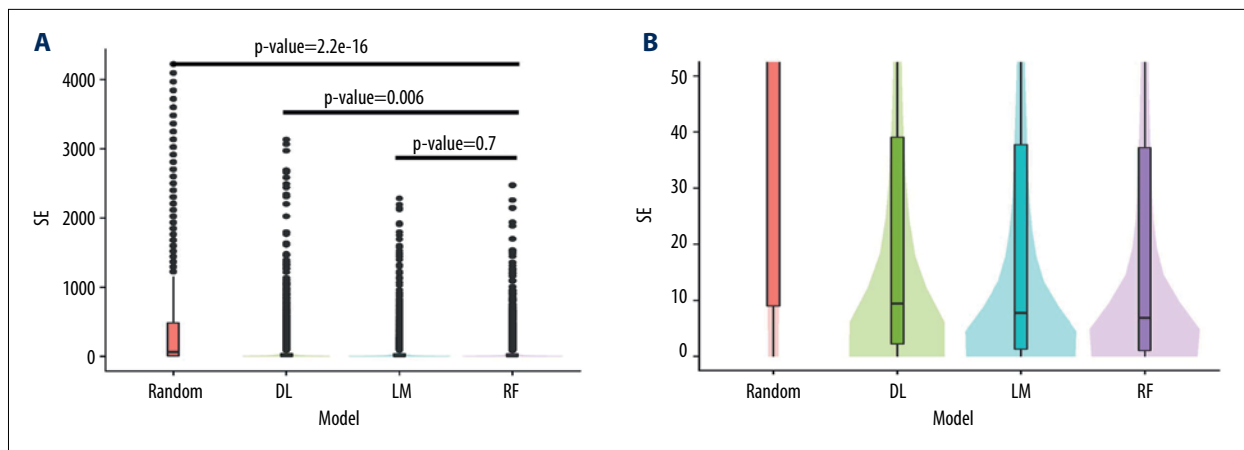 A
p-value=2.2e-16
4000
p-value=0.006
3000
p-value=0.7
2000
SE
1000
0
Random DL LM RF
Model
B
50
40
30
SE
20
10
0
Random DL LM RF
Model